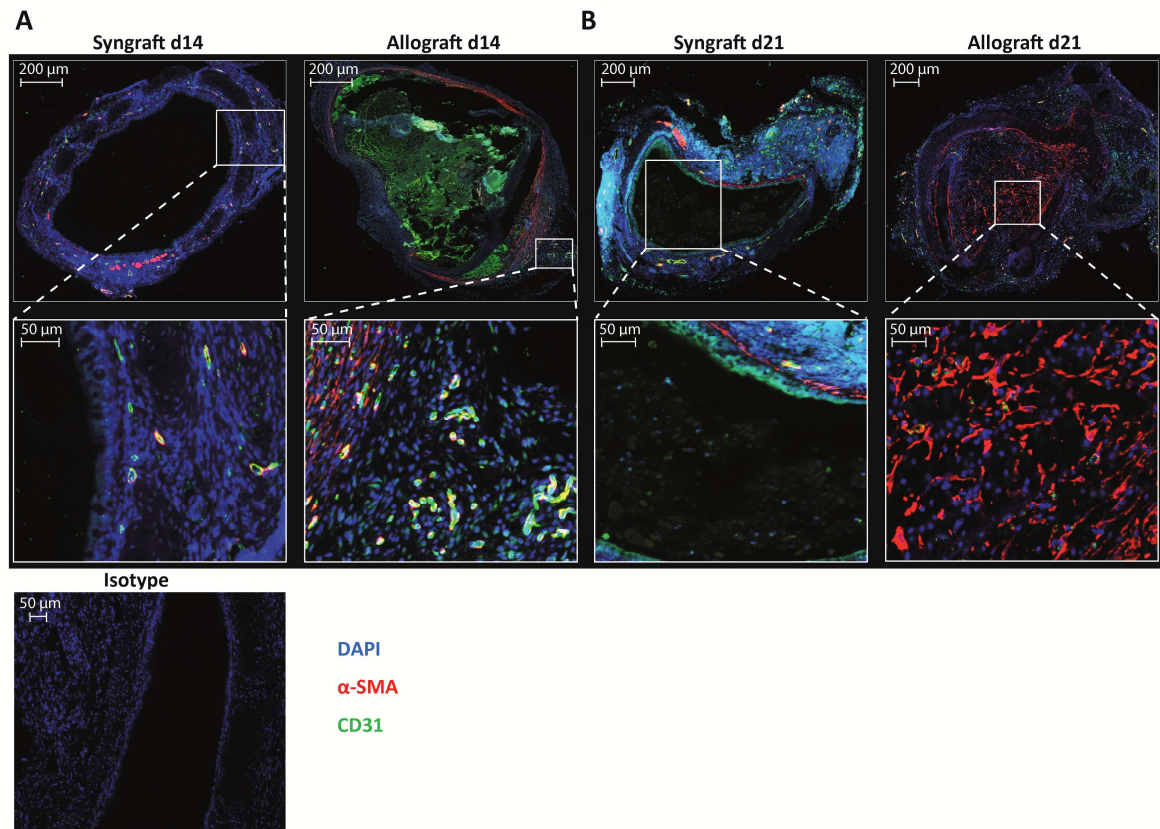 A
B
Syngraft d14
Allograft d14
Syngraft d21
Allograft d21
200 µm
200 µm
200 µm
200 µm
50 µm
50 µm
50 µm
50 µm
Isotype
50 µm
DAPI
α-SMA
CD31